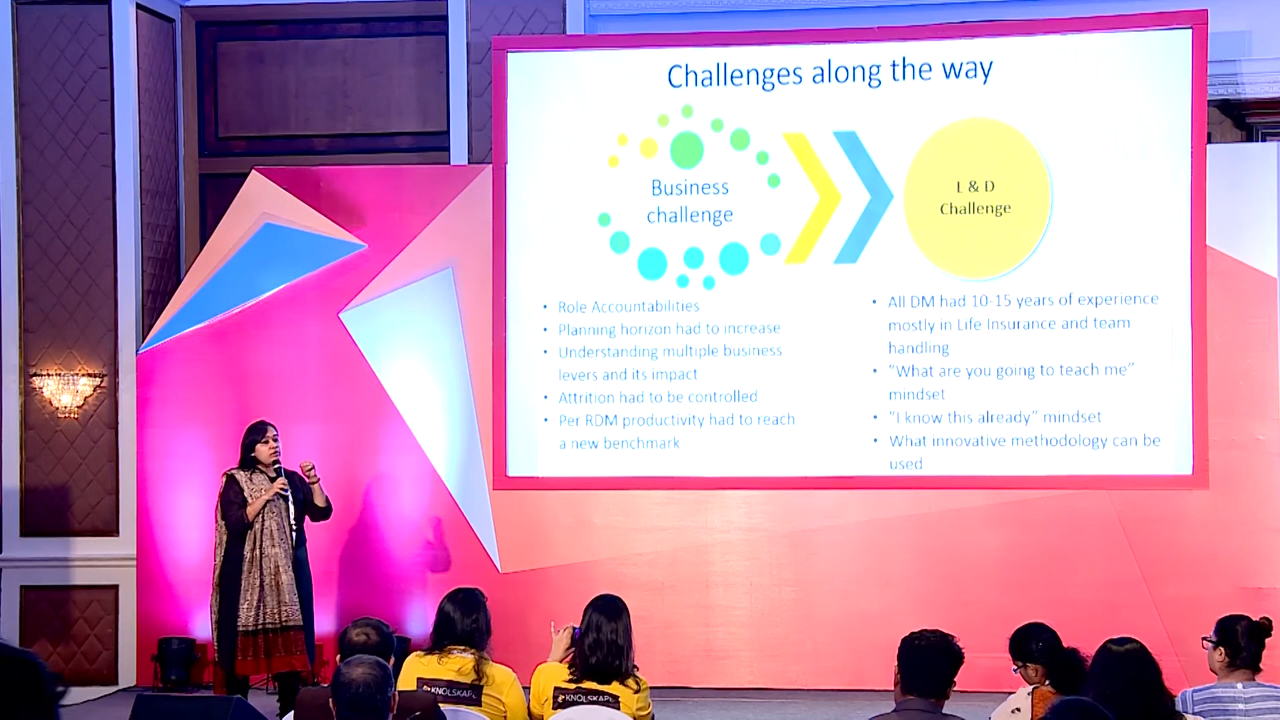 Challenges along the way
Business
challenge
L & D
Challenge
• Role Accountabilities
• Planning horizon had to increase
• Understanding multiple business
levers and its impact
• Attrition had to be controlled
• Per RDM productivity had to reach
a new benchmark
• All DM had 10-15 years of experience
mostly in Life Insurance and team
handling
• "What are you going to teach me"
mindset
• "I know this already" mindset
• What innovative methodology can be
used
KNOLSKAPE
KNOLSKAPE